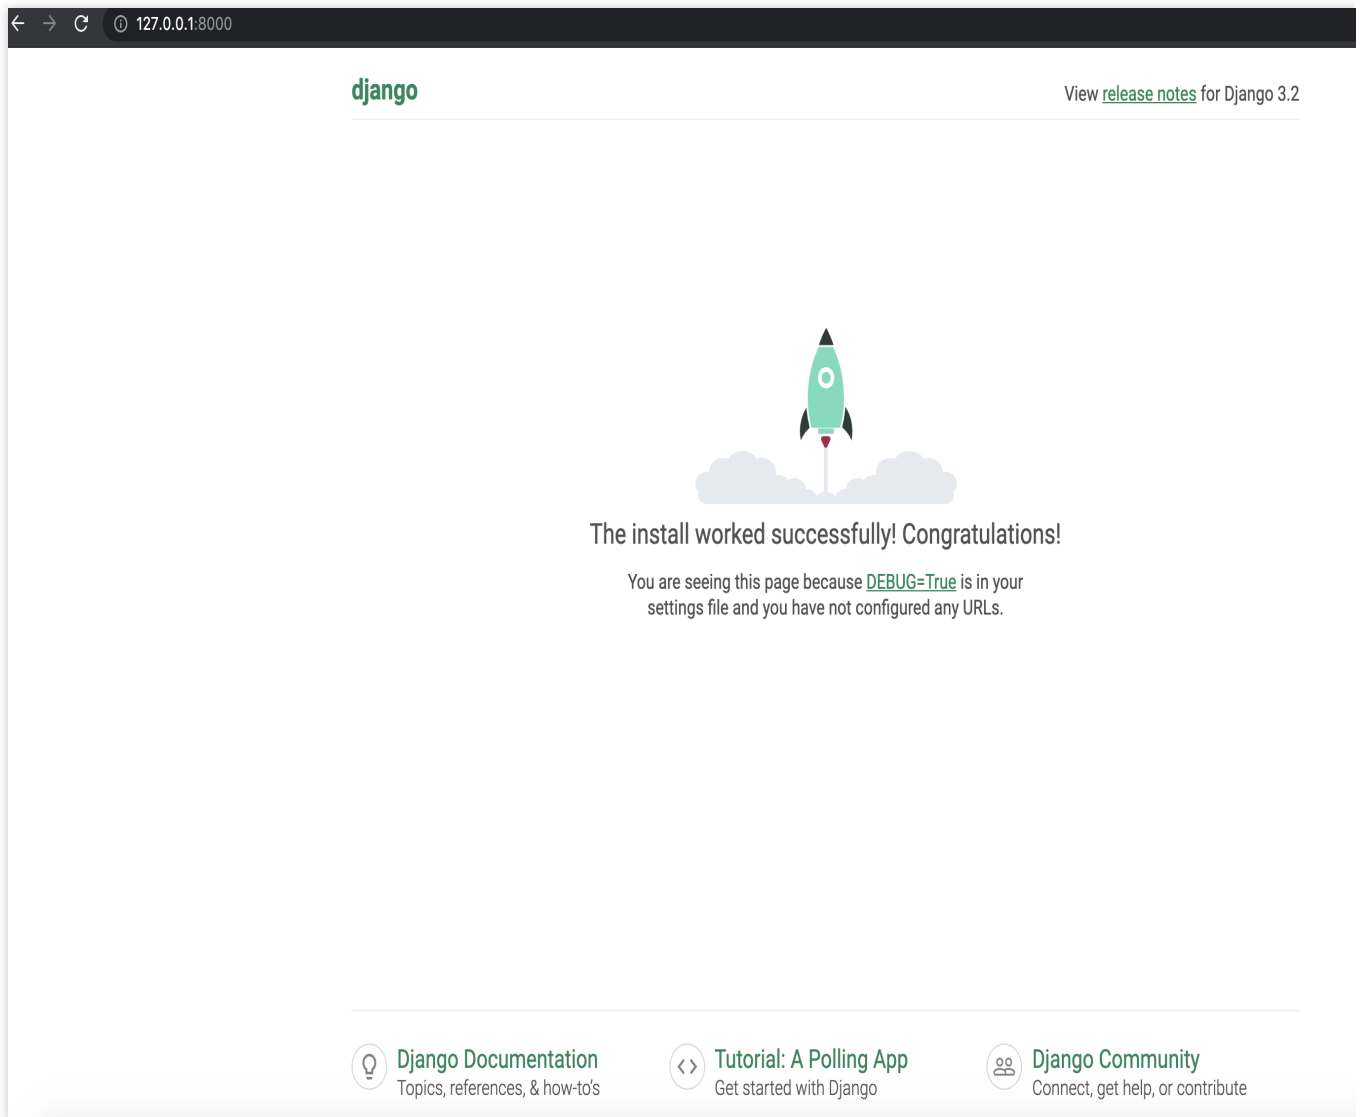 127.0.0.1:8000
django
View release notes for Django 3.2
The install worked successfully! Congratulations!
You are seeing this page because DEBUG=True is in your
settings file and you have not configured any URLs.
Django Documentation
Topics, references, & how-to’s
Tutorial: A Polling App
Get started with Django
Django Community
Connect, get help, or contribute